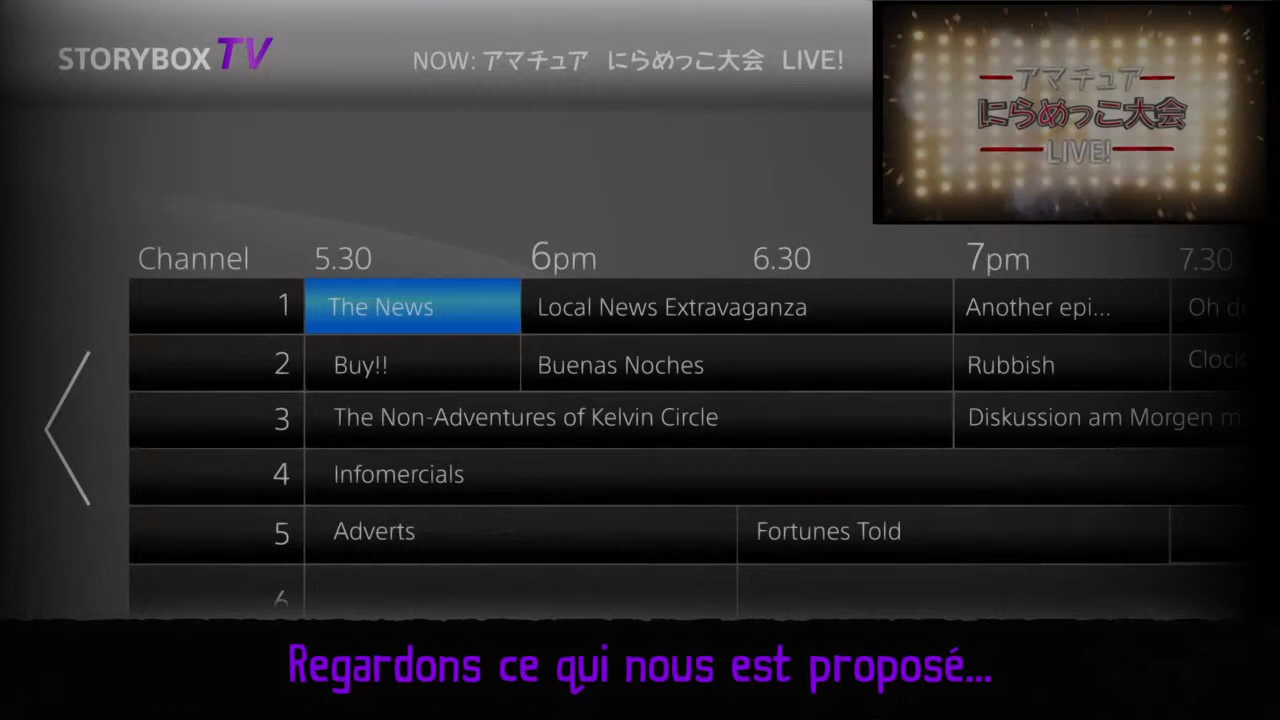 STORYBOX TV
NOW: アマチュア にらめっこ大会 LIVE!
アマチュア
にらめっこ大会
LIVE!
Channel 5.30 6pm 6.30 7pm 7.30
1 The News Local News Extravaganza Another epi... Oh
2 Buy!! Buenas Noches Rubbish Clock
3 The Non-Adventures of Kelvin Circle Diskussion am Morgen
4 Infomercials
5 Adverts Fortunes Told
6
Regardons ce qui nous est proposé...